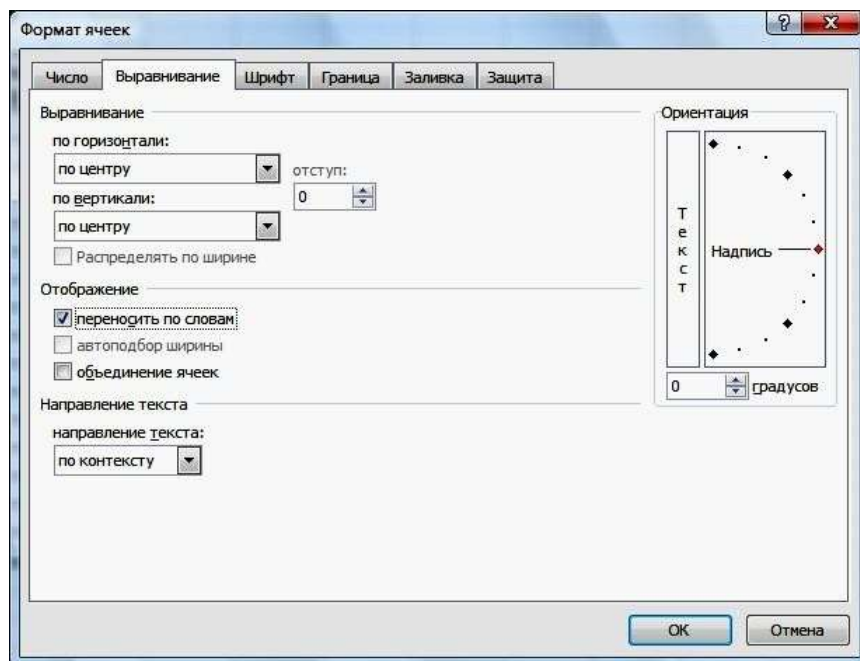 Формат ячеек
Число Выравнивание Шрифт Граница Заливка Защита
Выравнивание
по горизонтали:
по центру
отступ:
0
по вертикали:
по центру
Распределять по ширине
Отображение
переносить по словам
автоподбор ширины
объединение ячеек
Направление текста
направление текста:
по контексту
Ориентация
Текст
Надпись
0 градусов
ОК Отмена